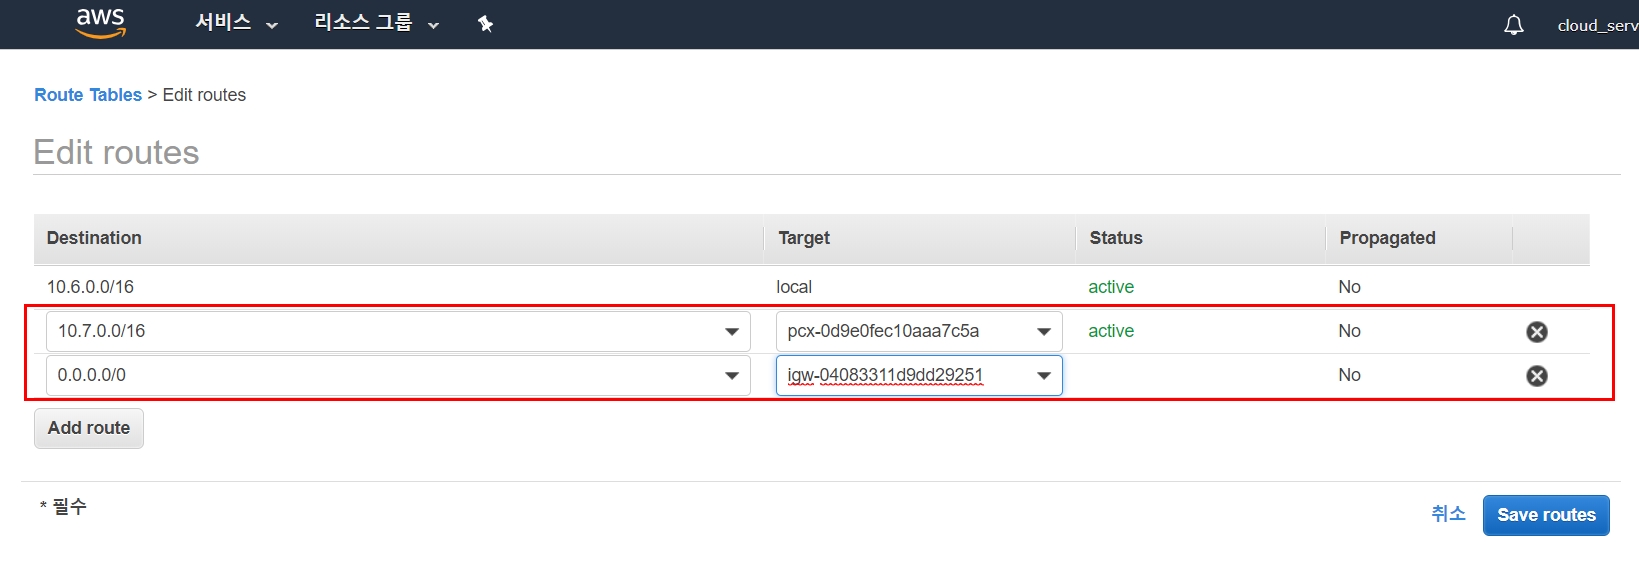 aws 서비스 리소스 그룹 cloud_serv
Route Tables > Edit routes
Edit routes
Destination Target Status Propagated
10.6.0.0/16 local active No
10.7.0.0/16 pcx-0d9e0fec10aaa7c5a active No
0.0.0.0/0 igw-04083311d9dd29251 No
Add route
* 필수 취소 Save routes